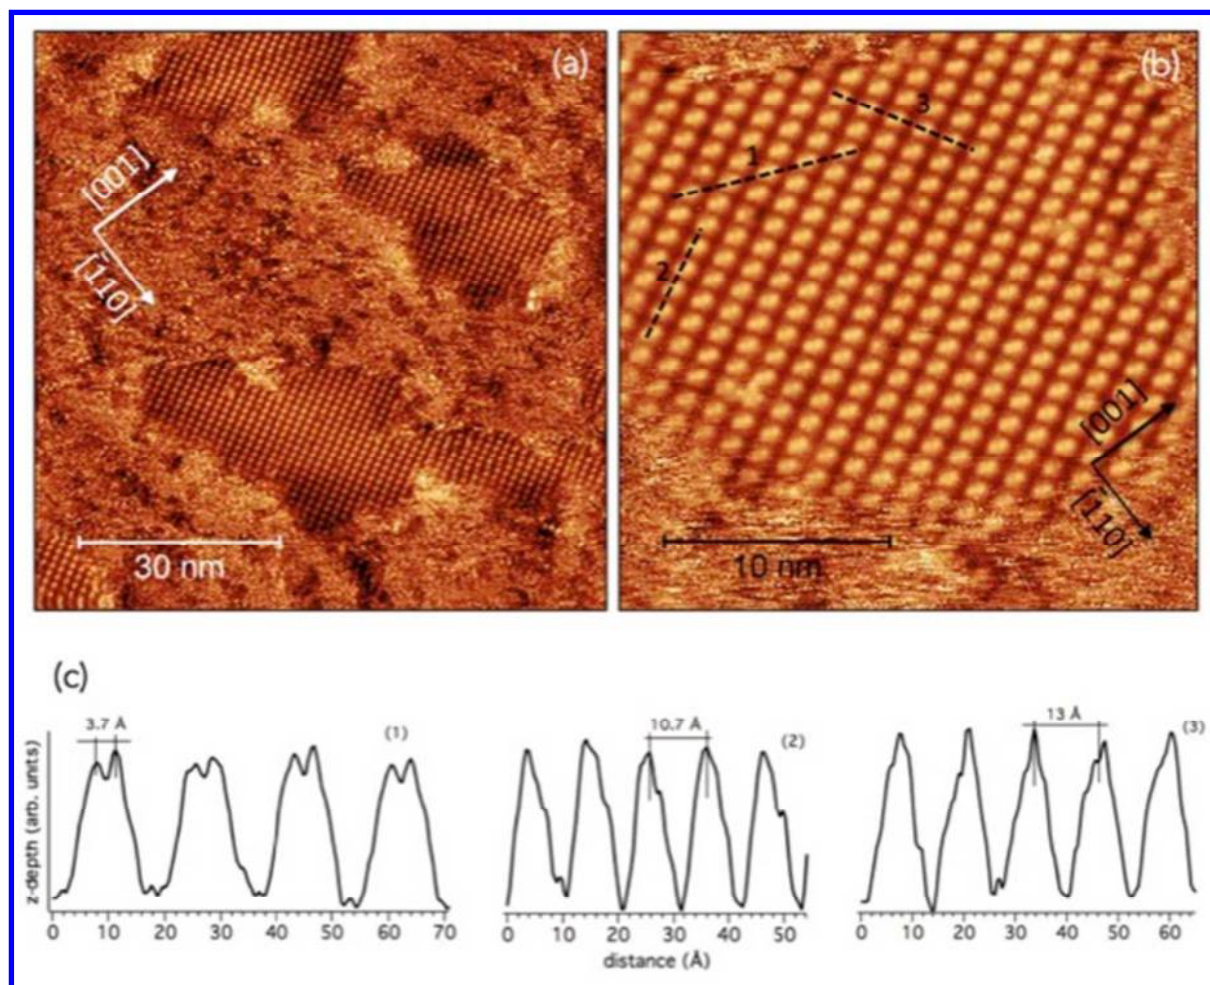 (a)
[001]
[1̅10]
30 nm
(b)
3
1
2
[001]
[1̅10]
10 nm
(c)
z-depth (arb. units)
3.7 Å
(1)
0 10 20 30 40 50 60 70
10.7 Å
(2)
0 10 20 30 40 50
distance (Å)
13 Å
(3)
0 10 20 30 40 50 60